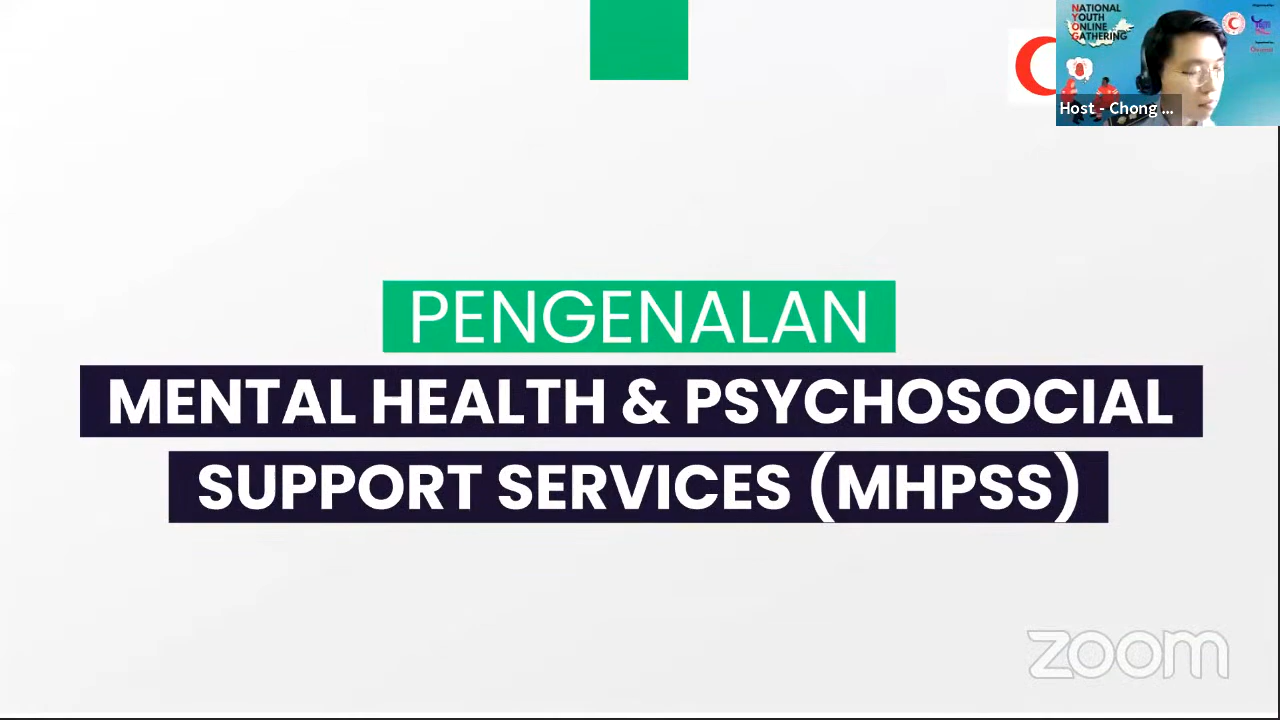 NATIONAL
YOUTH
ONLINE
GATHERING
Host - Chong ...
PENGENALAN
MENTAL HEALTH & PSYCHOSOCIAL
SUPPORT SERVICES (MHPSS)
zoom